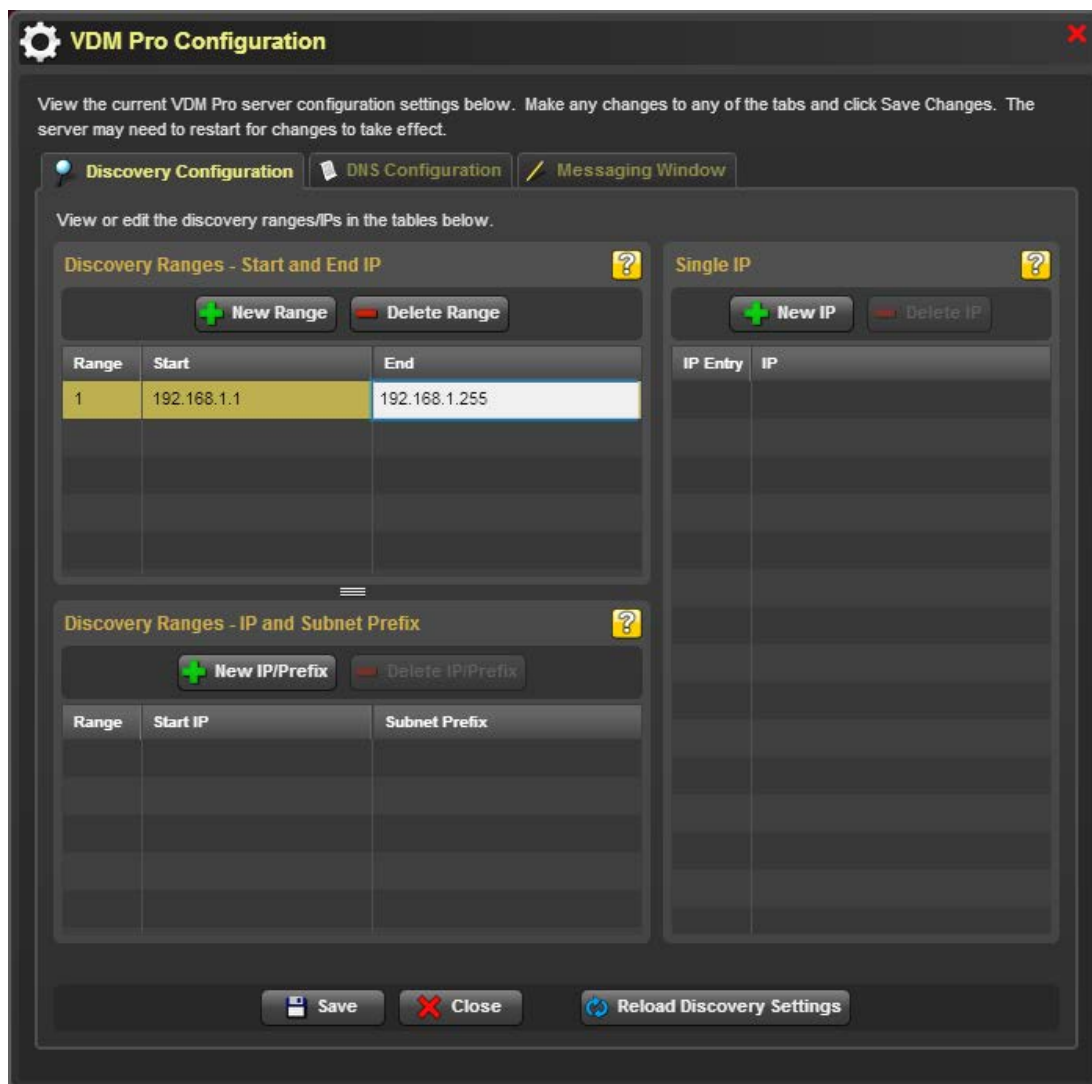 VDM Pro Configuration
View the current VDM Pro server configuration settings below. Make any changes to any of the tabs and click Save Changes. The
server may need to restart for changes to take effect.
Discovery Configuration DNS Configuration Messaging Window
View or edit the discovery ranges/IPs in the tables below.
Discovery Ranges - Start and End IP
New Range Delete Range
Range Start End
1 192.168.1.1 192.168.1.255
Discovery Ranges - IP and Subnet Prefix
New IP/Prefix Delete IP/Prefix
Range Start IP Subnet Prefix
Single IP
New IP Delete IP
IP Entry IP
Save Close Reload Discovery Settings